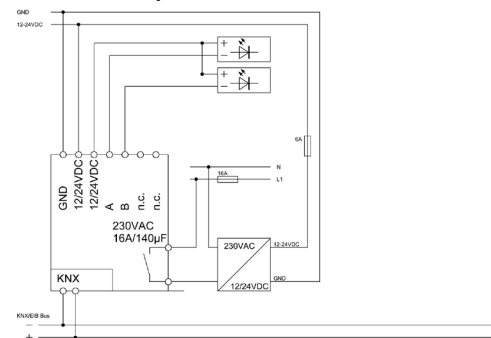 GND
12-24VDC
+
−
+
−
6A
N
16A
L1
GND
12/24VDC
12/24VDC
A
B
n.c.
n.c.
230VAC
16A/140µF
230VAC
12-24VDC
GND
12/24VDC
KNX
KNX/EIB Bus
−
+